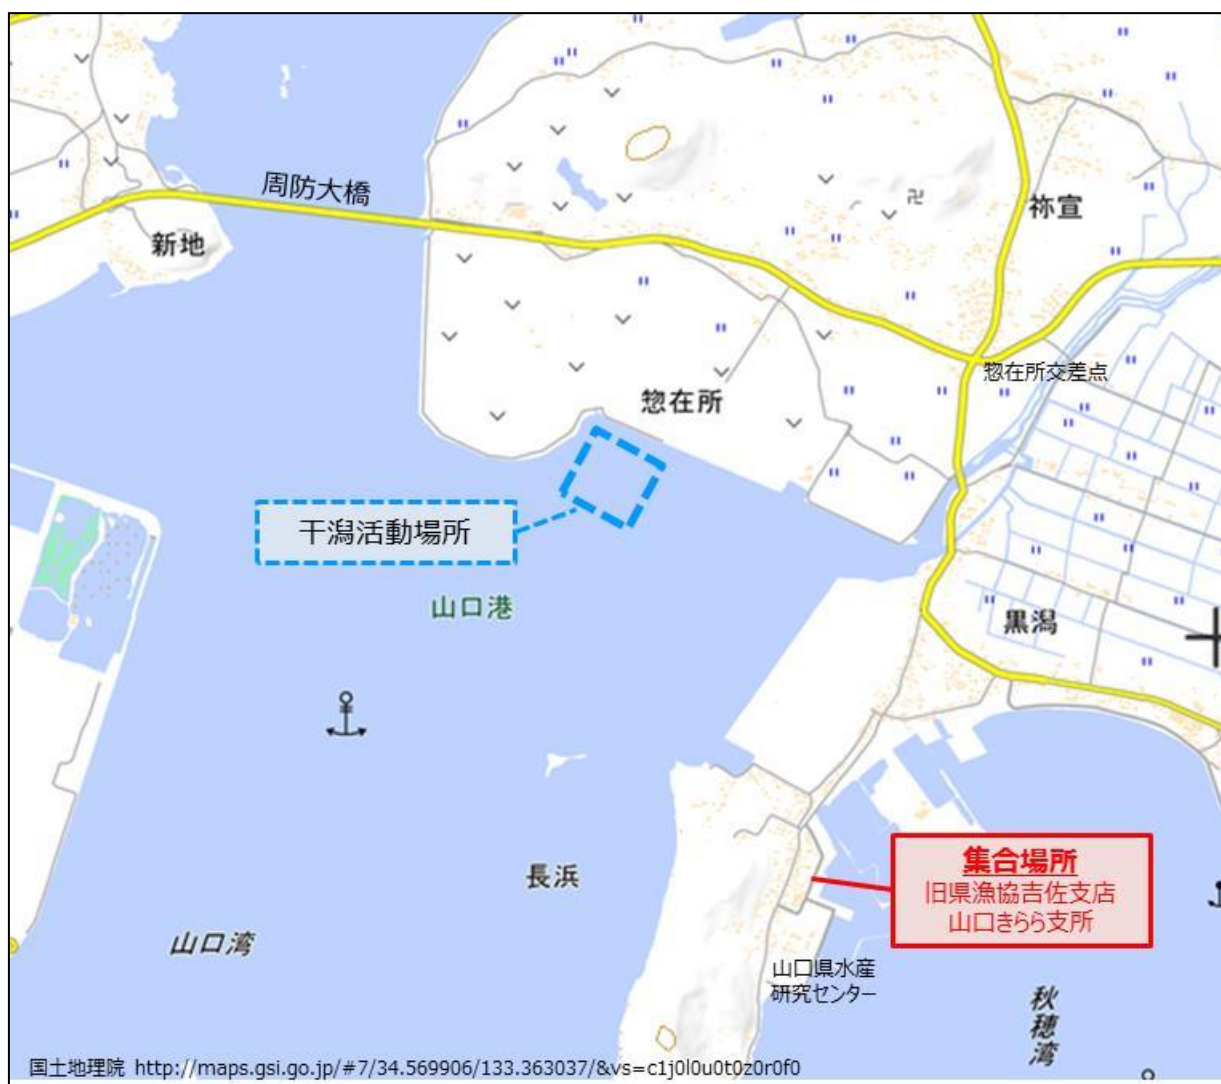 周防大橋
新地
祢宜
惣在所
惣在所交差点
干潟活動場所
山口港
黒潟
集合場所
旧県漁協吉佐支店
山口きらら支所
長浜
山口湾
山口県水産
研究センター
秋穂湾
国土地理院 http://maps.gsi.go.jp/#7/34.569906/133.363037/&vs=c1j0l0u0t0z0r0f0